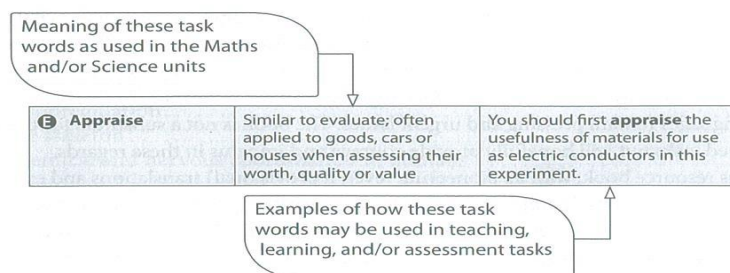 Meaning of these task
words as used in the Maths
and/or Science units
E Appraise
Similar to evaluate; often
applied to goods, cars or
houses when assessing their
worth, quality or value
You should first appraise the
usefulness of materials for use
as electric conductors in this
experiment.
Examples of how these task
words may be used in teaching,
learning, and/or assessment tasks